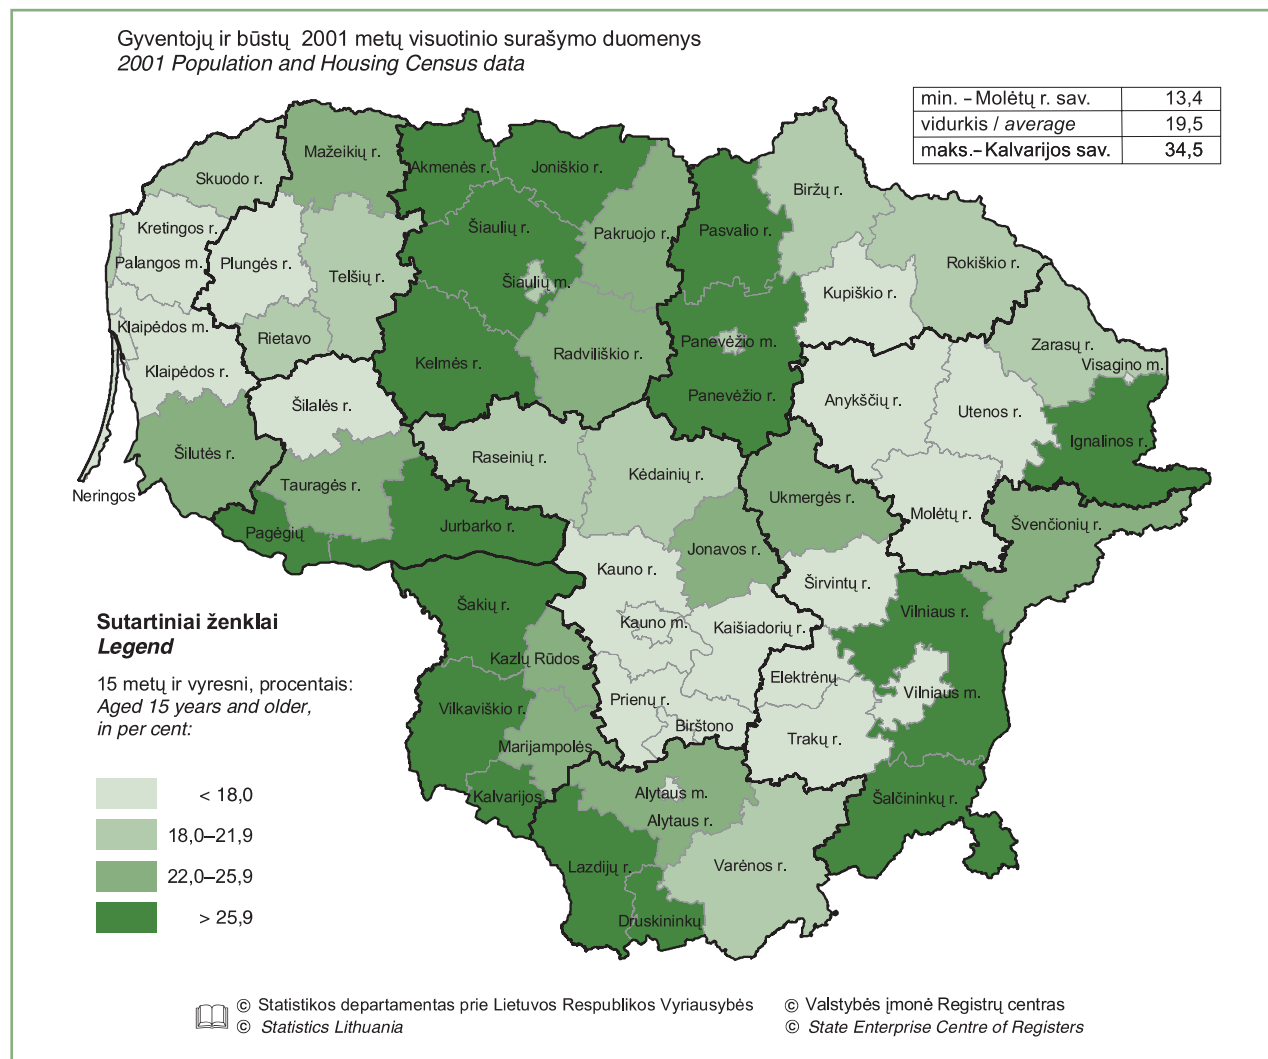 Gyventojų ir būstų 2001 metų visuotinio surašymo duomenys
2001 Population and Housing Census data
min. – Molėtų r. sav. 13,4
vidurkis / average 19,5
maks.– Kalvarijos sav. 34,5
Mažeikių r.
Akmenės r.
Joniškio r.
Skuodo r.
Biržų r.
Kretingos r.
Šiaulių r.
Pakruojo r.
Pasvalio r.
Palangos m.
Plungės r.
Telšių r.
Rokiškio r.
Šiaulių m.
Kupiškio r.
Klaipėdos m.
Rietavo
Panevėžio m.
Zarasų r.
Radviliškio r.
Kelmės r.
Visagino m.
Klaipėdos r.
Panevėžio r.
Anykščių r.
Šilalės r.
Utenos r.
Ignalinos r.
Šilutės r.
Raseinių r.
Kėdainių r.
Tauragės r.
Neringos
Ukmergės r.
Molėtų r.
Švenčionių r.
Pagėgių
Jurbarko r.
Jonavos r.
Kauno r.
Širvintų r.
Šakių r.
Vilniaus r.
Kauno m.
Kaišiadorių r.
Kazlų Rūdos
Elektrėnų
Vilniaus m.
Prienų r.
Vilkaviškio r.
Birštono
Trakų r.
Marijampolės
Kalvarijos
Alytaus m.
Šalčininkų r.
Alytaus r.
Lazdijų r.
Varėnos r.
Druskininkų
Sutartiniai ženklai
Legend
15 metų ir vyresni, procentais:
Aged 15 years and older,
in per cent:
< 18,0
18,0–21,9
22,0–25,9
> 25,9
© Statistikos departamentas prie Lietuvos Respublikos Vyriausybės
© Statistics Lithuania
© Valstybės įmonė Registrų centras
© State Enterprise Centre of Registers